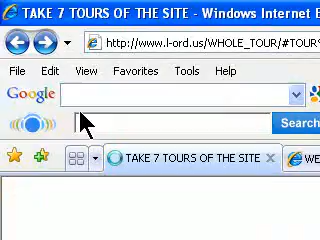 TAKE 7 TOURS OF THE SITE - Windows Internet E
http://www.l-ord.us/WHOLE_TOUR/#TOUR
File Edit View Favorites Tools Help
Google
Search
TAKE 7 TOURS OF THE SITE WE